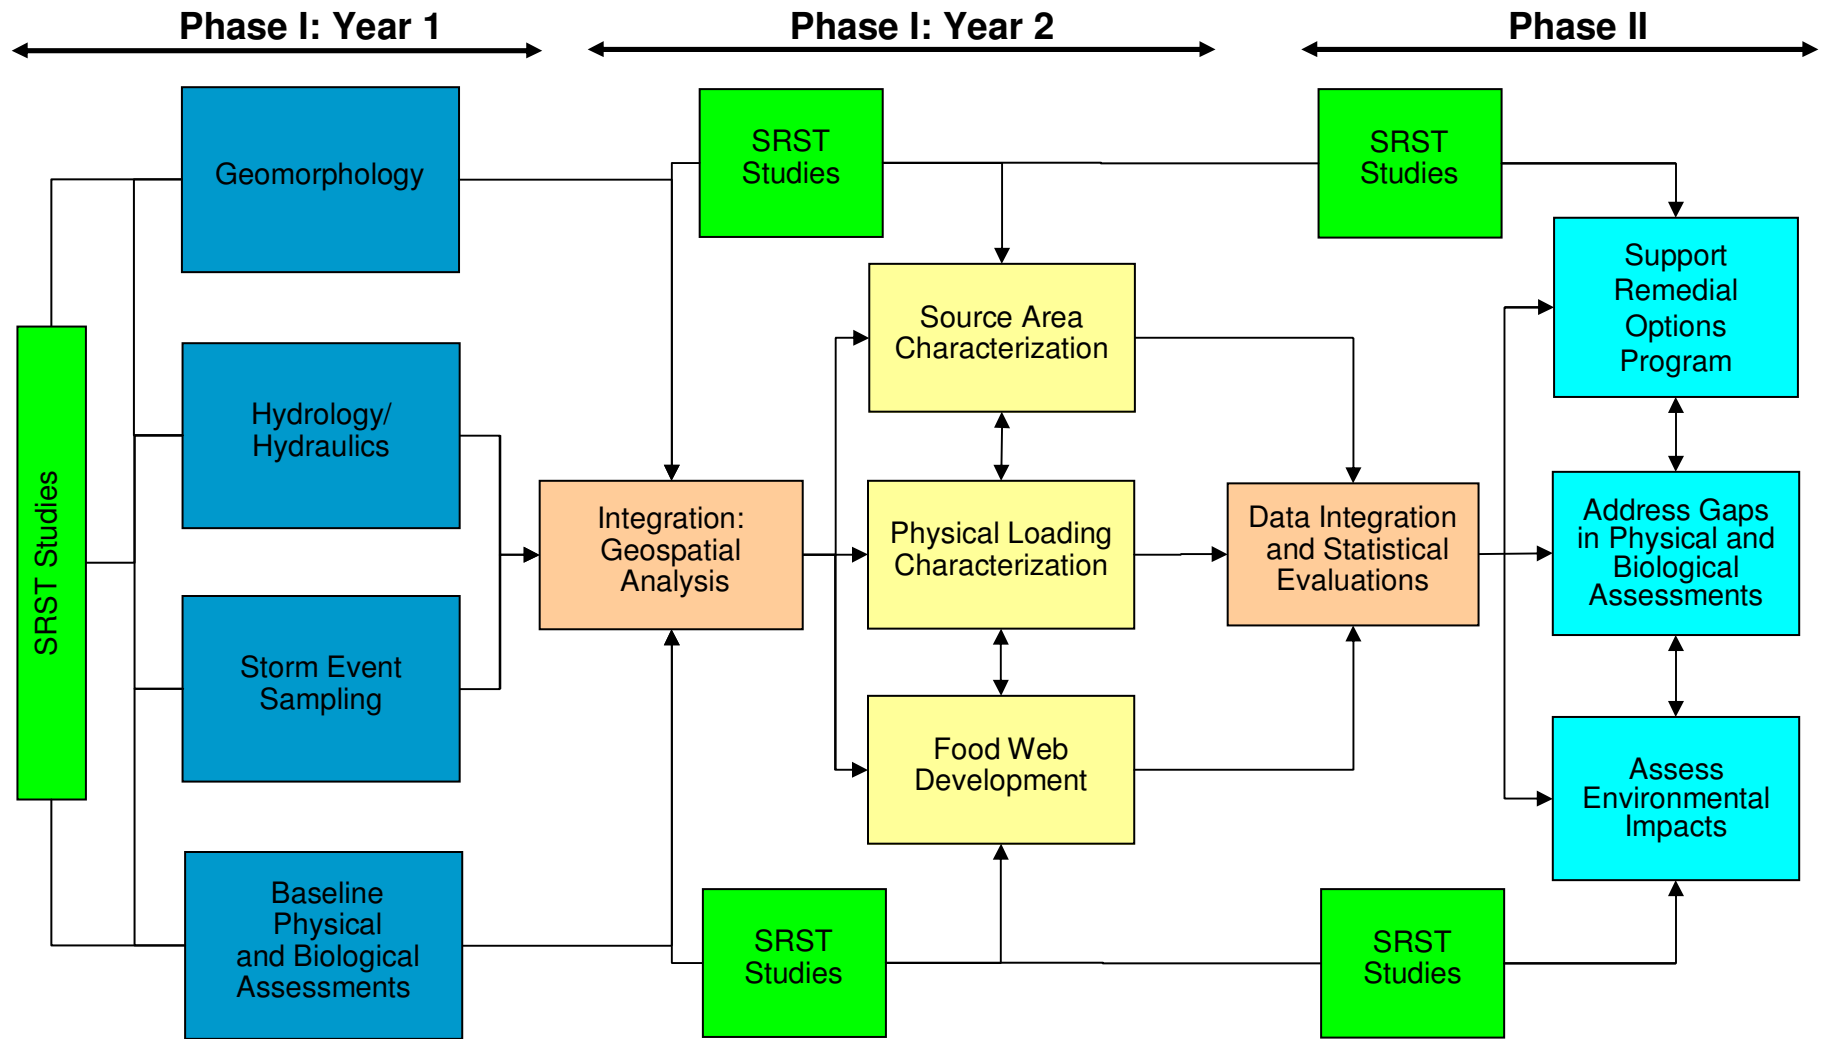 Phase I: Year 1
Phase I: Year 2
Phase II
SRST Studies
Geomorphology
Hydrology/
Hydraulics
Storm Event
Sampling
Baseline
Physical
and Biological
Assessments
Integration:
Geospatial
Analysis
SRST
Studies
Source Area
Characterization
Physical Loading
Characterization
Food Web
Development
SRST
Studies
Data Integration
and Statistical
Evaluations
SRST
Studies
Support
Remedial
Options
Program
Address Gaps
in Physical and
Biological
Assessments
Assess
Environmental
Impacts
SRST
Studies